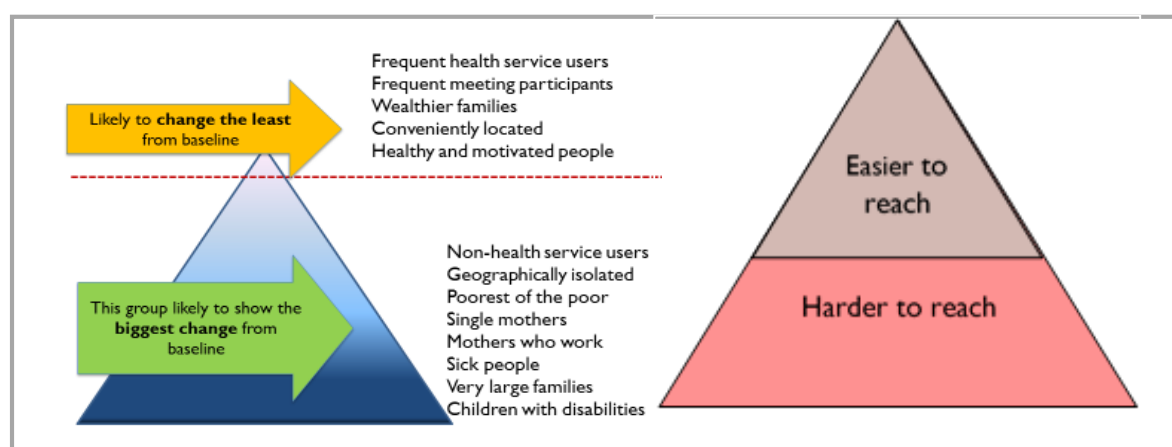 Frequent health service users
Frequent meeting participants
Wealthier families
Conveniently located
Healthy and motivated people
Likely to change the least
from baseline
Non-health service users
Geographically isolated
Poorest of the poor
Single mothers
Mothers who work
Sick people
Very large families
Children with disabilities
This group likely to show the
biggest change from
baseline
Easier to
reach
Harder to reach